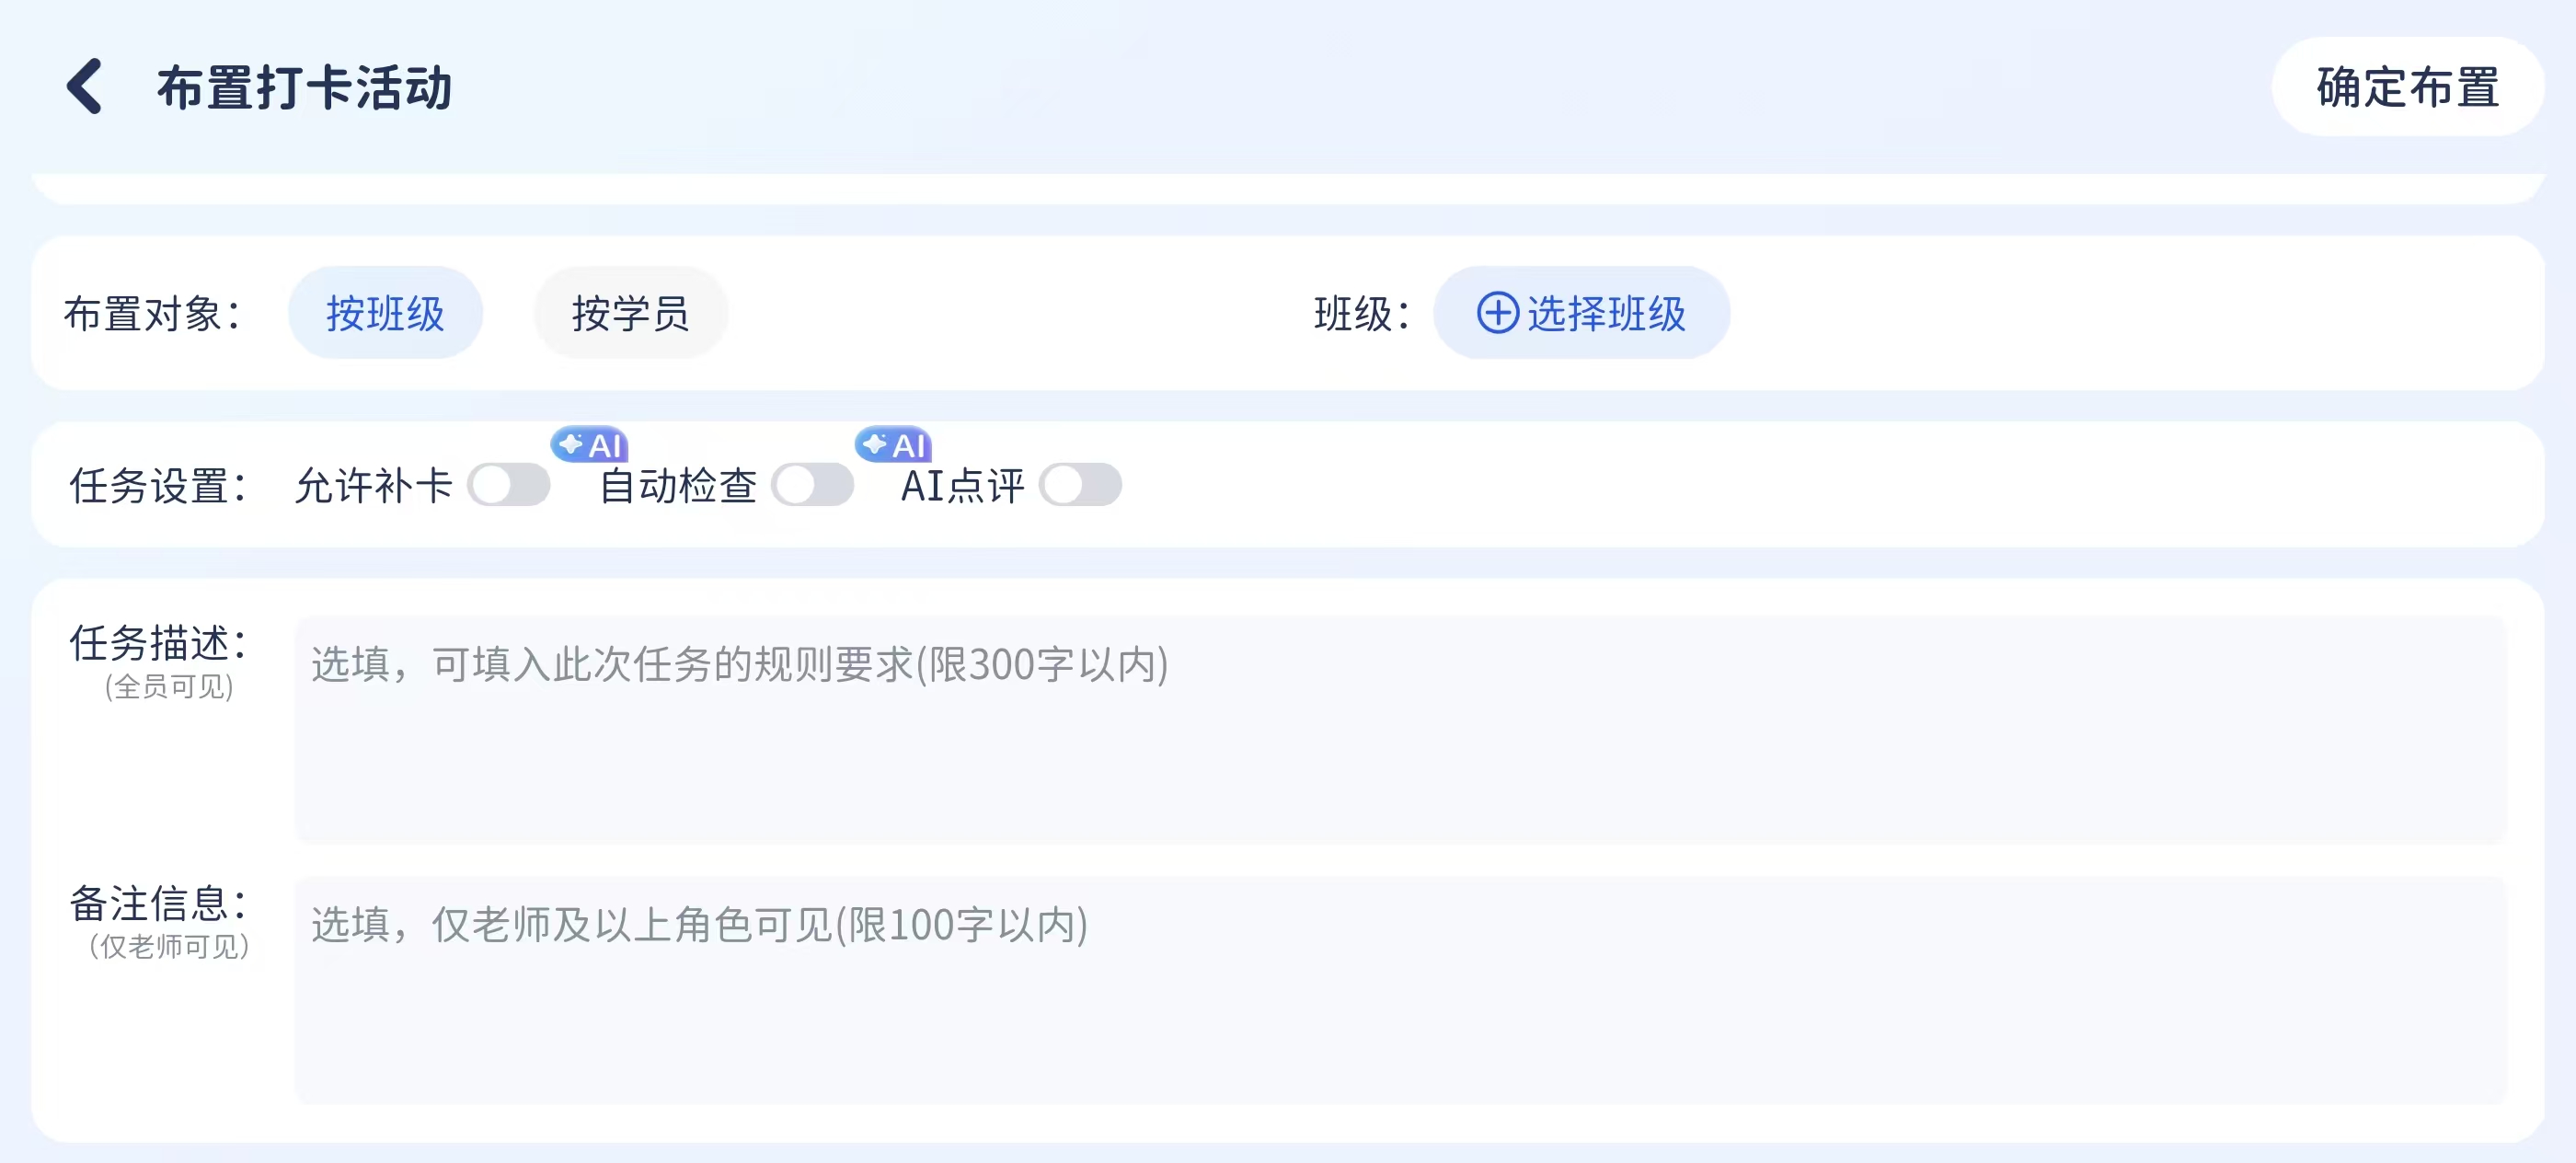 布置打卡活动
确定布置
布置对象： 按班级 按学员 班级： 选择班级
AI AI
任务设置： 允许补卡 自动检查 AI点评
任务描述：
(全员可见)
选填，可填入此次任务的规则要求(限300字以内)
备注信息：
（仅老师可见）
选填，仅老师及以上角色可见(限100字以内)